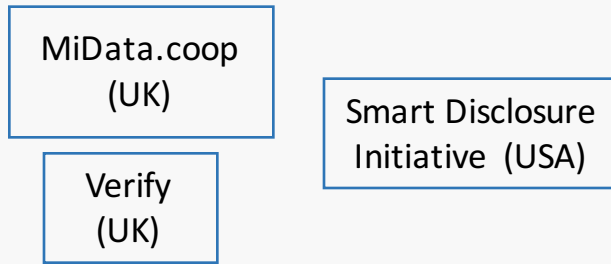 MiData.coop
(UK)
Smart Disclosure
Initiative (USA)
Verify
(UK)